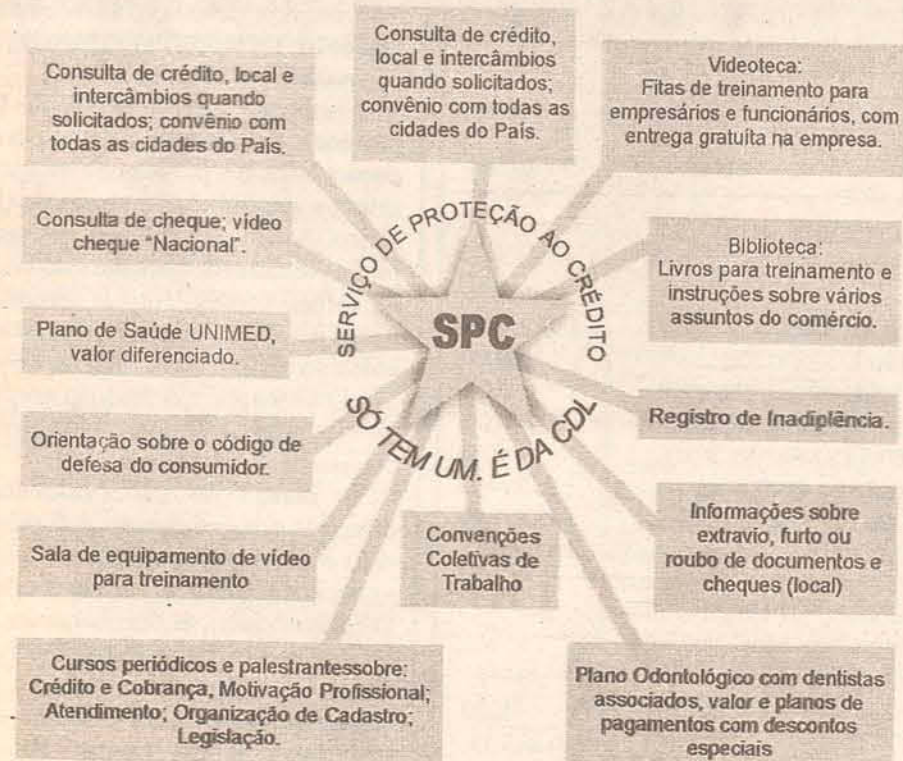 Consulta de crédito, local e
intercâmbios quando
solicitados; convênio com
todas as cidades do País.
Consulta de crédito,
local e intercâmbios
quando solicitados;
convênio com todas as
cidades do País.
Videoteca:
Fitas de treinamento para
empresários e funcionários, com
entrega gratuíta na empresa.
Consulta de cheque; vídeo
cheque "Nacional".
SERVIÇO DE PROTEÇÃO AO CRÉDITO
SPC
SÓ TEM UM. É DA CDL
Biblioteca:
Livros para treinamento e
instruções sobre vários
assuntos do comércio.
Plano de Saúde UNIMED,
valor diferenciado.
Registro de Inadiplência.
Orientação sobre o código de
defesa do consumidor.
Sala de equipamento de vídeo
para treinamento
Convenções
Coletivas de
Trabalho
Informações sobre
extravio, furto ou
roubo de documentos e
cheques (local)
Cursos periódicos e palestrantessobre:
Crédito e Cobrança, Motivação Profissional;
Atendimento; Organização de Cadastro;
Legislação.
Plano Odontológico com dentistas
associados, valor e planos de
pagamentos com descontos
especiais